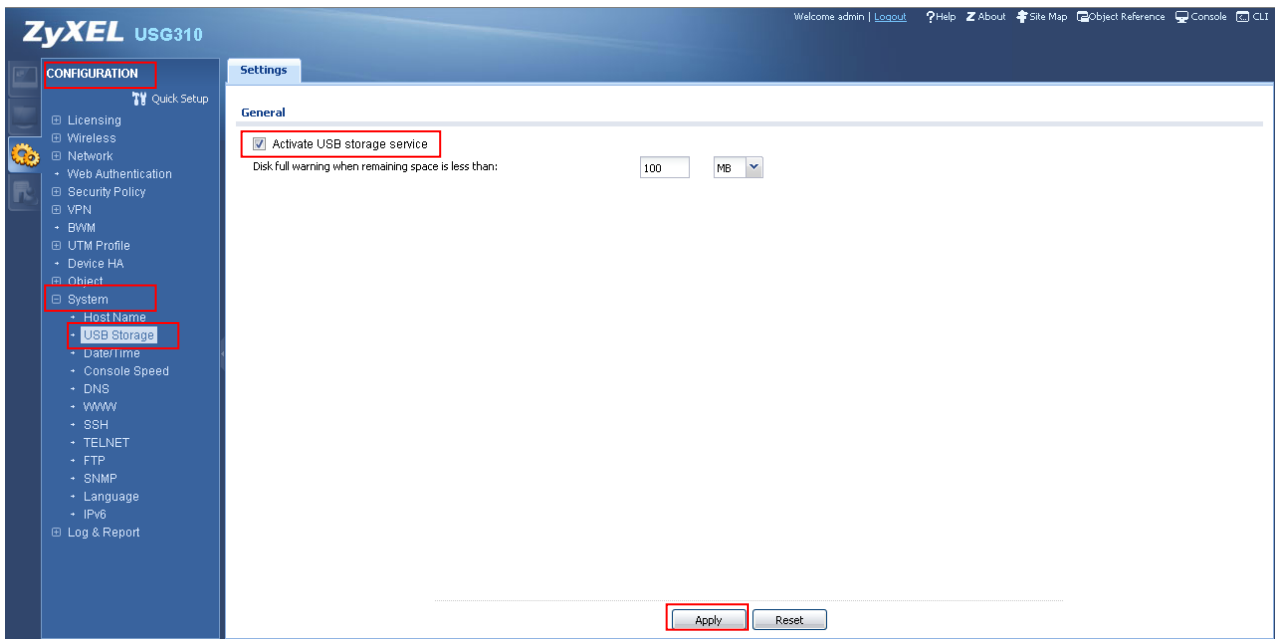 ZyXEL USG310
Welcome admin | Logout ?Help Z About Site Map Object Reference Console CLI
CONFIGURATION
Quick Setup
Licensing
Wireless
Network
Web Authentication
Security Policy
VPN
BWM
UTM Profile
Device HA
Object
System
Host Name
USB Storage
Date/Time
Console Speed
DNS
WWW
SSH
TELNET
FTP
SNMP
Language
IPv6
Log & Report
Settings
General
Activate USB storage service
Disk full warning when remaining space is less than: 100 MB
Apply Reset